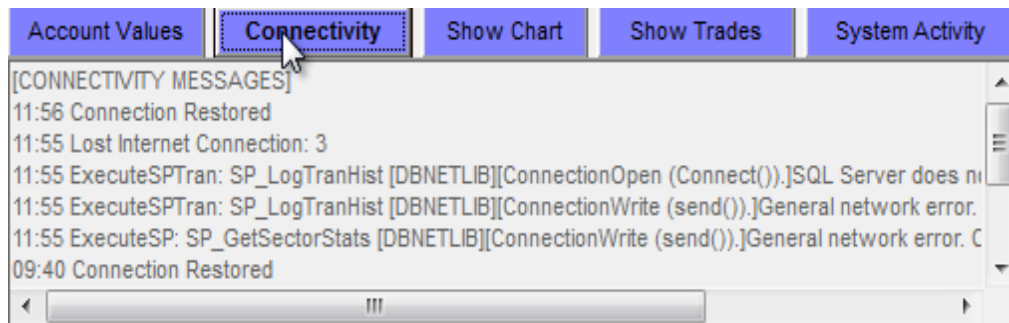 Account Values Connectivity Show Chart Show Trades System Activity
[CONNECTIVITY MESSAGES]
11:56 Connection Restored
11:55 Lost Internet Connection: 3
11:55 ExecuteSPTran: SP_LogTranHist [DBNETLIB][ConnectionOpen (Connect()).]SQL Server does
11:55 ExecuteSPTran: SP_LogTranHist [DBNETLIB][ConnectionWrite (send()).]General network error.
11:55 ExecuteSP: SP_GetSectorStats [DBNETLIB][ConnectionWrite (send()).]General network error.
09:40 Connection Restored